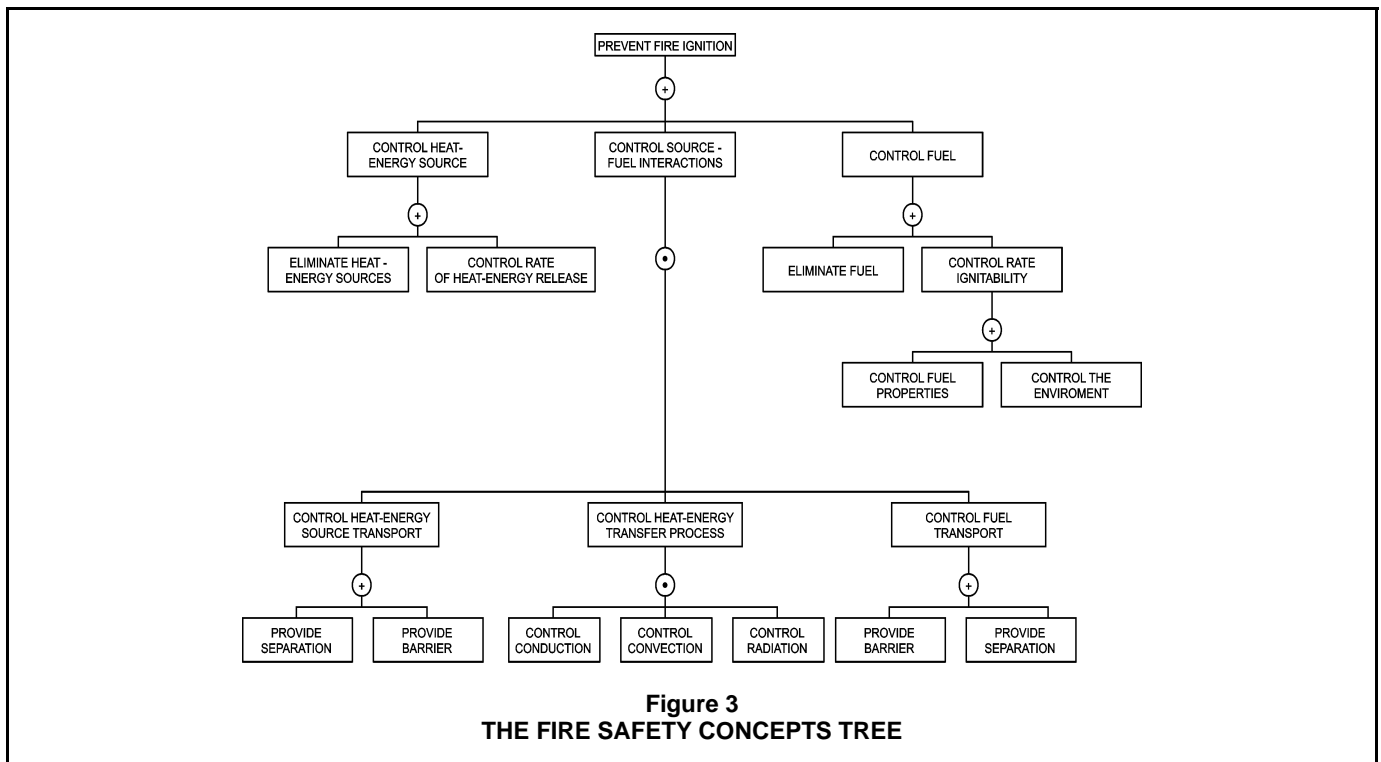 PREVENT FIRE IGNITION
+
CONTROL HEAT-
ENERGY SOURCE
CONTROL SOURCE -
FUEL INTERACTIONS
CONTROL FUEL
+
+
ELIMINATE HEAT -
ENERGY SOURCES
CONTROL RATE
OF HEAT-ENERGY RELEASE
ELIMINATE FUEL
CONTROL RATE
IGNITABILITY
+
CONTROL FUEL
PROPERTIES
CONTROL THE
ENVIROMENT
CONTROL HEAT-ENERGY
SOURCE TRANSPORT
CONTROL HEAT-ENERGY
TRANSFER PROCESS
CONTROL FUEL
TRANSPORT
+
+
PROVIDE
SEPARATION
PROVIDE
BARRIER
CONTROL
CONDUCTION
CONTROL
CONVECTION
CONTROL
RADIATION
PROVIDE
BARRIER
PROVIDE
SEPARATION
Figure 3
THE FIRE SAFETY CONCEPTS TREE